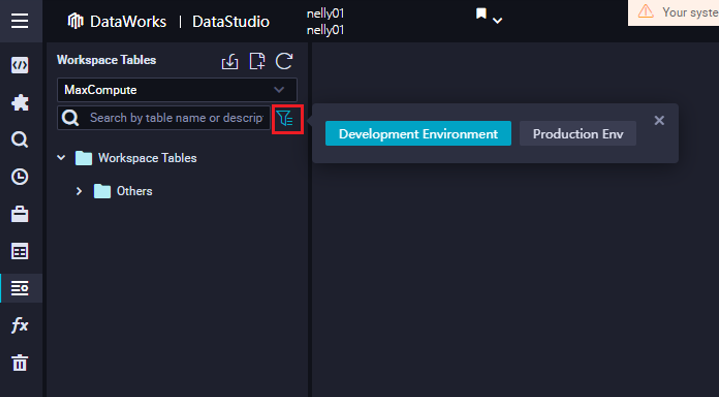 DataWorks | DataStudio
nelly01
nelly01
Your syste
Workspace Tables
MaxCompute
Search by table name or descript
Development Environment
Production Env
Workspace Tables
Others
fx